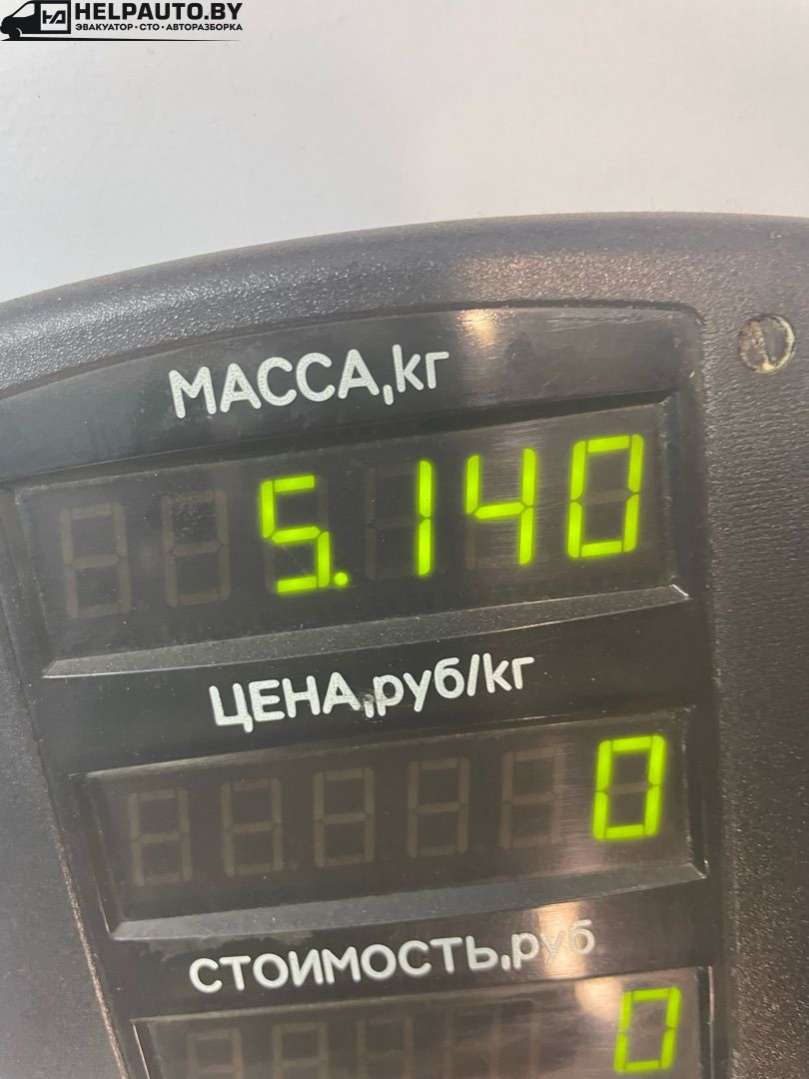 HELPAUTO.BY
ЭВАКУАТОР • СТО • АВТОРАЗБОРКА
МАССА,кг
5.140
ЦЕНА,руб/кг
0
СТОИМОСТЬ,руб
0